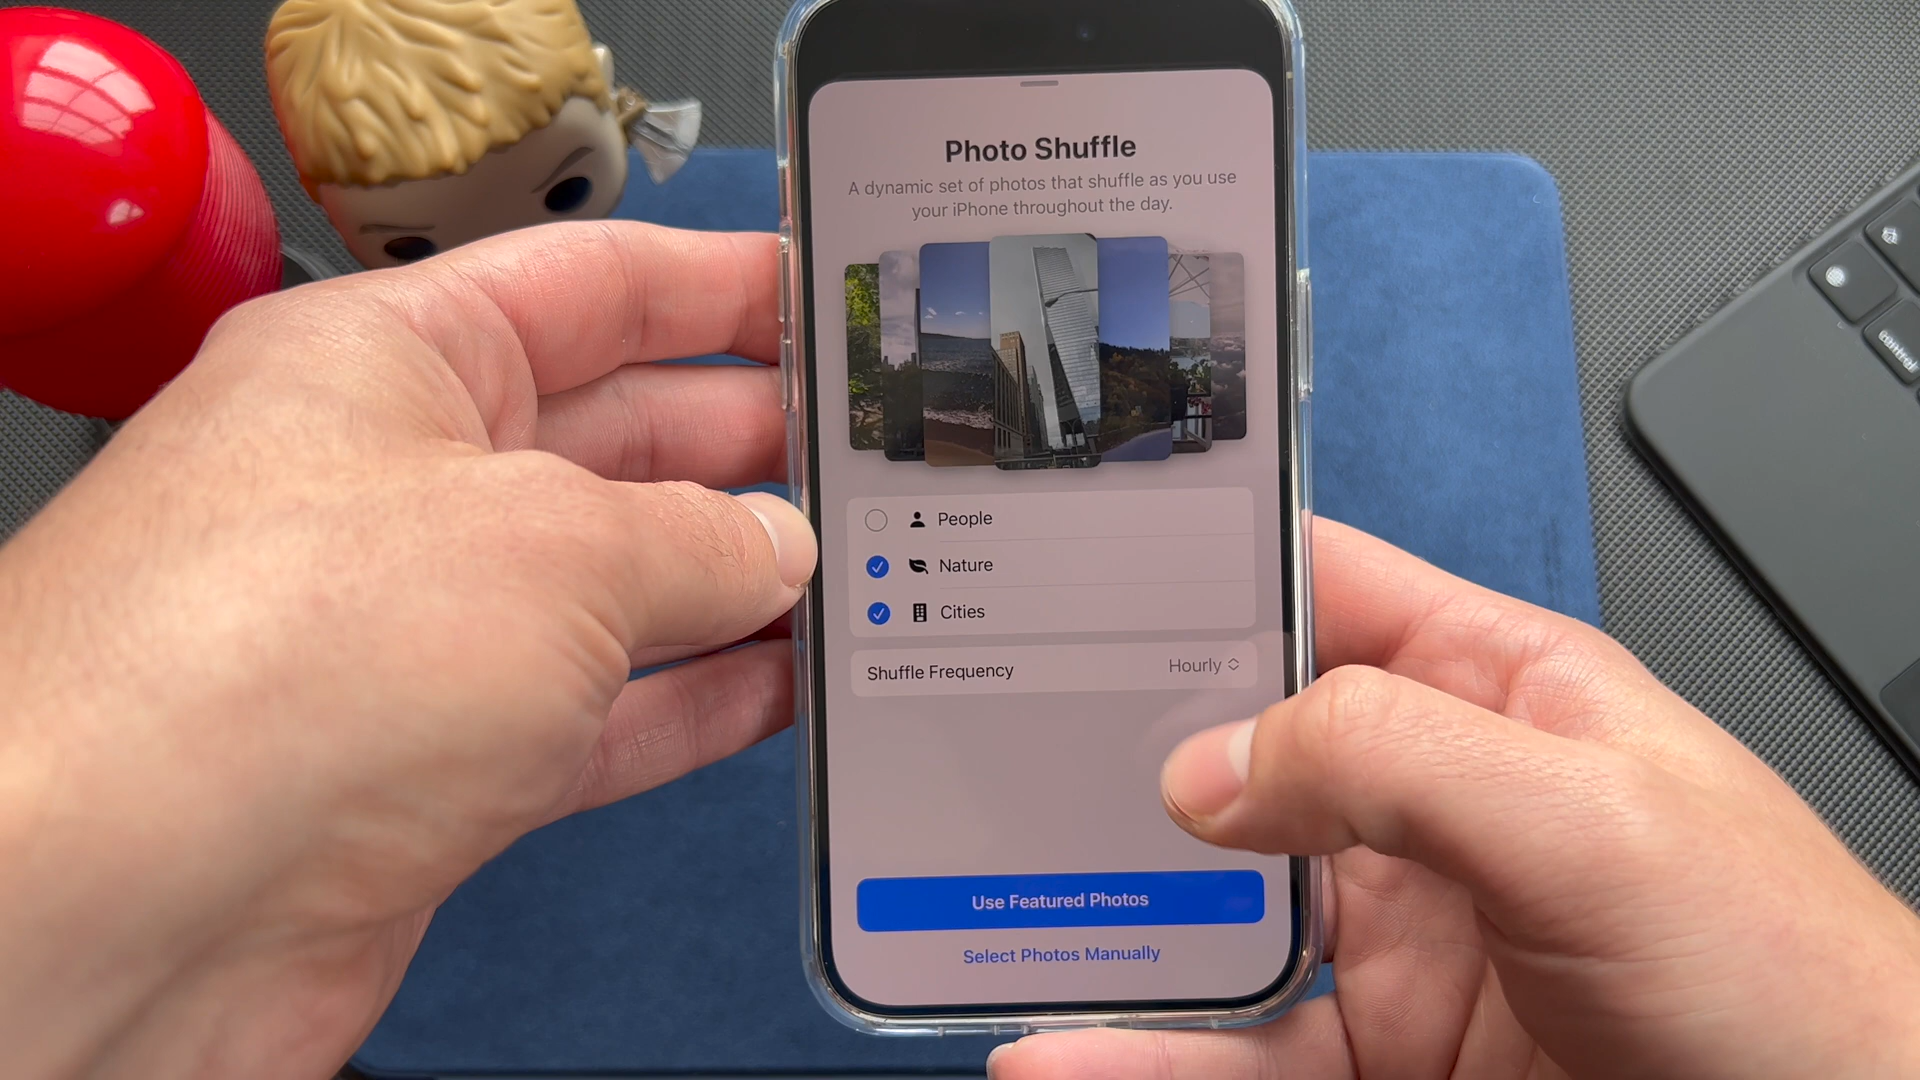 Photo Shuffle
A dynamic set of photos that shuffle as you use
your iPhone throughout the day.
People
Nature
Cities
Shuffle Frequency
Hourly
Use Featured Photos
Select Photos Manually
control